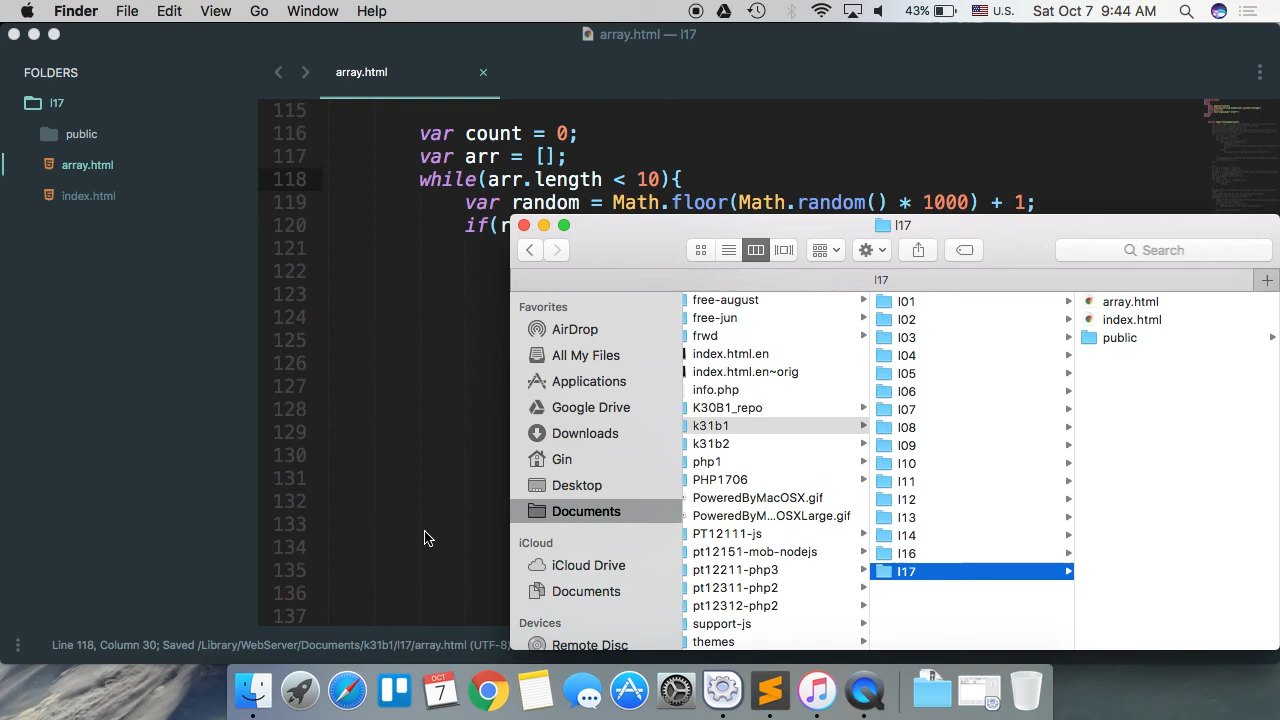 Finder File Edit View Go Window Help 43% U.S. Sat Oct 7 9:44 AM
array.html — l17
FOLDERS
l17
public
array.html
index.html
array.html ×
115
116 var count = 0;
117 var arr = [];
118 while(arr.length < 10){
119 var random = Math.floor(Math.random() * 1000) + 1;
120 if(r
121
122
123
124
125
126
127
128
129
130
131
132
133
134
135
136
137
Line 118, Column 30; Saved /Library/WebServer/Documents/k31b1/l17/array.html (UTF-8)
l17
Search
l17
Favorites
AirDrop
All My Files
Applications
Google Drive
Downloads
Gin
Desktop
Documents
iCloud
iCloud Drive
Documents
Devices
Remote Disc
free-august
free-jun
frwd
index.html.en
index.html.en~orig
info.php
K30B1_repo
k31b1
k31b2
php1
PHP1706
PoweredByMacOSX.gif
PoweredByM...OSXLarge.gif
PT12111-js
pt12151-mob-nodejs
pt12211-php3
pt12311-php2
pt12312-php2
support-js
themes
l01
l02
l03
l04
l05
l06
l07
l08
l09
l10
l11
l12
l13
l14
l16
l17
array.html
index.html
public
OCT
7